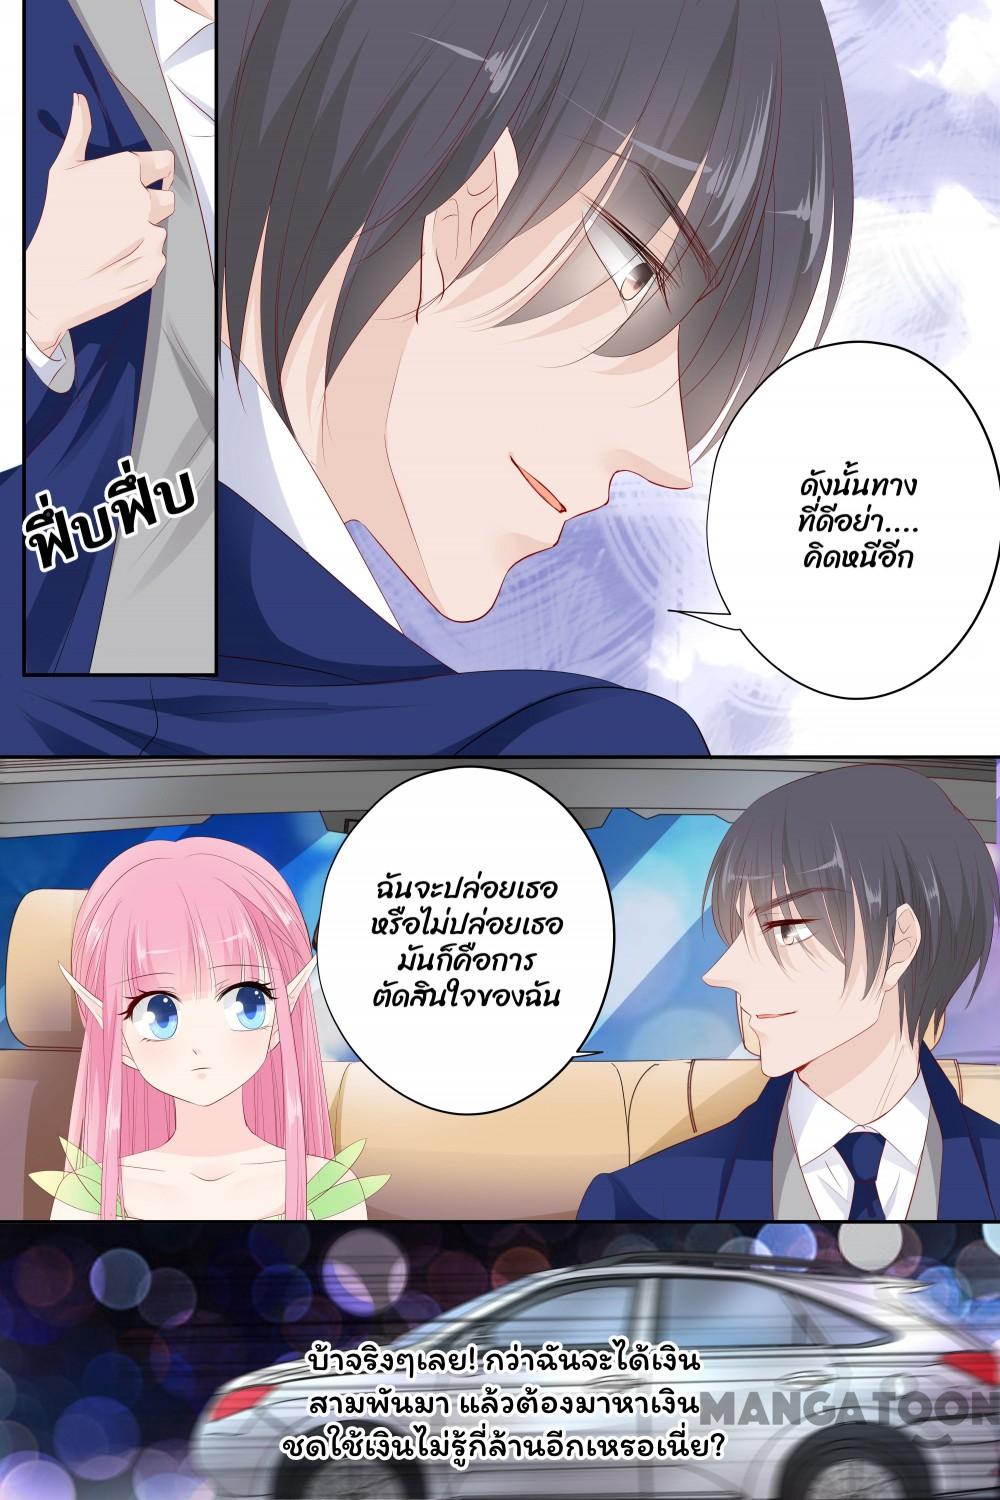 ฟึ่บฟึ่บ
ดังนั้นทาง
ที่ดีอย่า....
คิดหนีอีก
ฉันจะปล่อยเธอ
หรือไม่ปล่อยเธอ
มันก็คือการ
ตัดสินใจของฉัน
บ้าจริงๆเลย! กว่าฉันจะได้เงิน
สามพันมา แล้วต้องมาหาเงิน
ชดใช้เงินไม่รู้กี่ล้านอีกเหรอเนี่ย?
MANGATOON